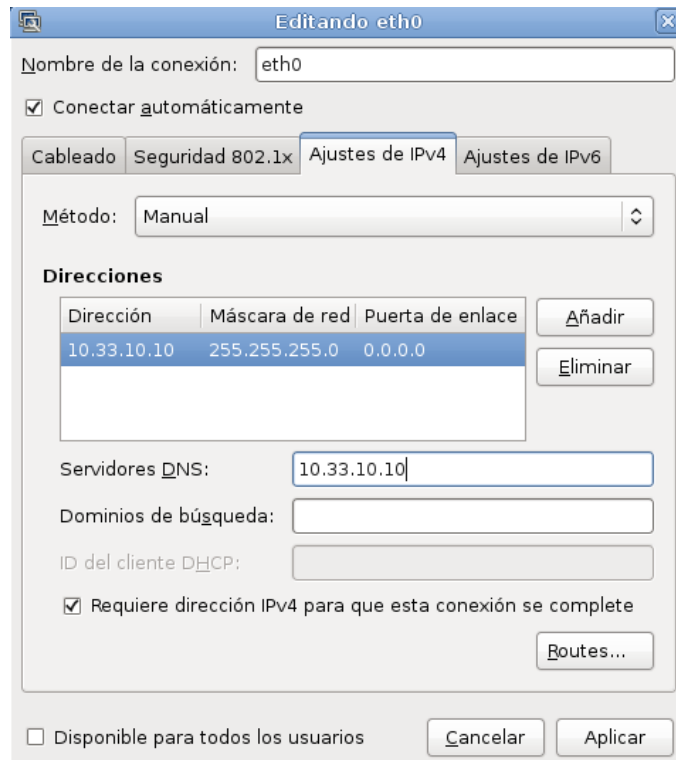 Editando eth0
Nombre de la conexión: eth0
Conectar automáticamente
Cableado Seguridad 802.1x Ajustes de IPv4 Ajustes de IPv6
Método: Manual
Direcciones
Dirección Máscara de red Puerta de enlace Añadir
10.33.10.10 255.255.255.0 0.0.0.0
Eliminar
Servidores DNS: 10.33.10.10
Dominios de búsqueda:
ID del cliente DHCP:
Requiere dirección IPv4 para que esta conexión se complete
Routes...
Disponible para todos los usuarios Cancelar Aplicar